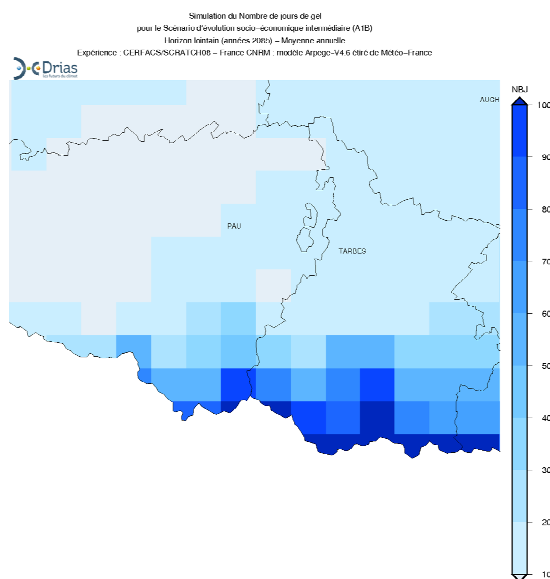 Simulation du Nombre de jours de gel
pour le Scénario d'évolution socio-économique intermédiaire (A1B)
Horizon lointain (années 2085) – Moyenne annuelle
Expérience : CERFACS/SCRATCH08 – France CNRM : modèle Arpege-V4.6 étiré de Météo-France
Drias
les futurs du climat
NBJ
AUCH
100
90
80
PAU
TARBES
70
60
50
40
30
20
10